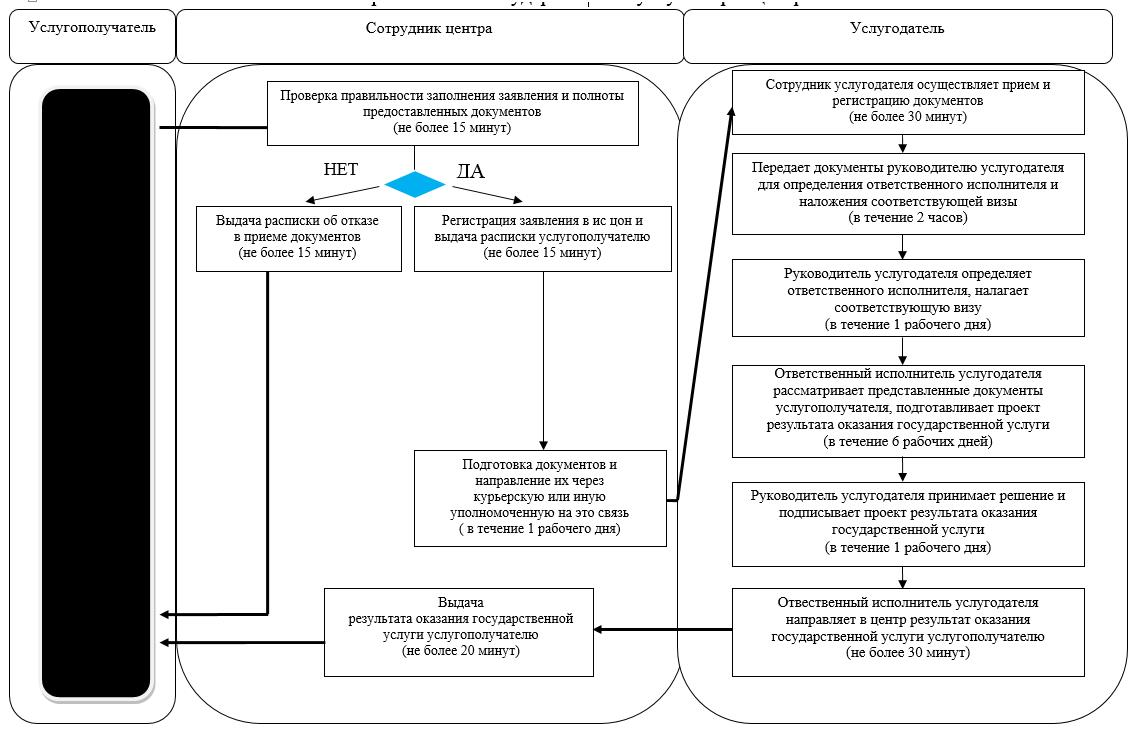 Услугополучатель
Сотрудник центра
Услугодатель
Проверка правильности заполнения заявления и полноты
предоставленных документов
(не более 15 минут)
НЕТ
ДА
Выдача расписки об отказе
в приеме документов
(не более 15 минут)
Регистрация заявления в ис цон и
выдача расписки услугополучателю
(не более 15 минут)
Подготовка документов и
направление их через
курьерскую или иную
уполномоченную на это связь
( в течение 1 рабочего дня)
Выдача
результата оказания государственной
услуги услугополучателю
(не более 20 минут)
Сотрудник услугодателя осуществляет прием и
регистрацию документов
(не более 30 минут)
Передает документы руководителю услугодателя
для определения ответственного исполнителя и
наложения соответствующей визы
(в течение 2 часов)
Руководитель услугодателя определяет
ответственного исполнителя, налагает
соответствующую визу
(в течение 1 рабочего дня)
Ответственный исполнитель услугодателя
рассматривает представленные документы
услугополучателя, подготавливает проект
результата оказания государственной услуги
(в течение 6 рабочих дней)
Руководитель услугодателя принимает решение и
подписывает проект результата оказания
государственной услуги
(в течение 1 рабочего дня)
Отвественный исполнитель услугодателя
направляет в центр результат оказания
государственной услуги услугополучателю
(не более 30 минут)